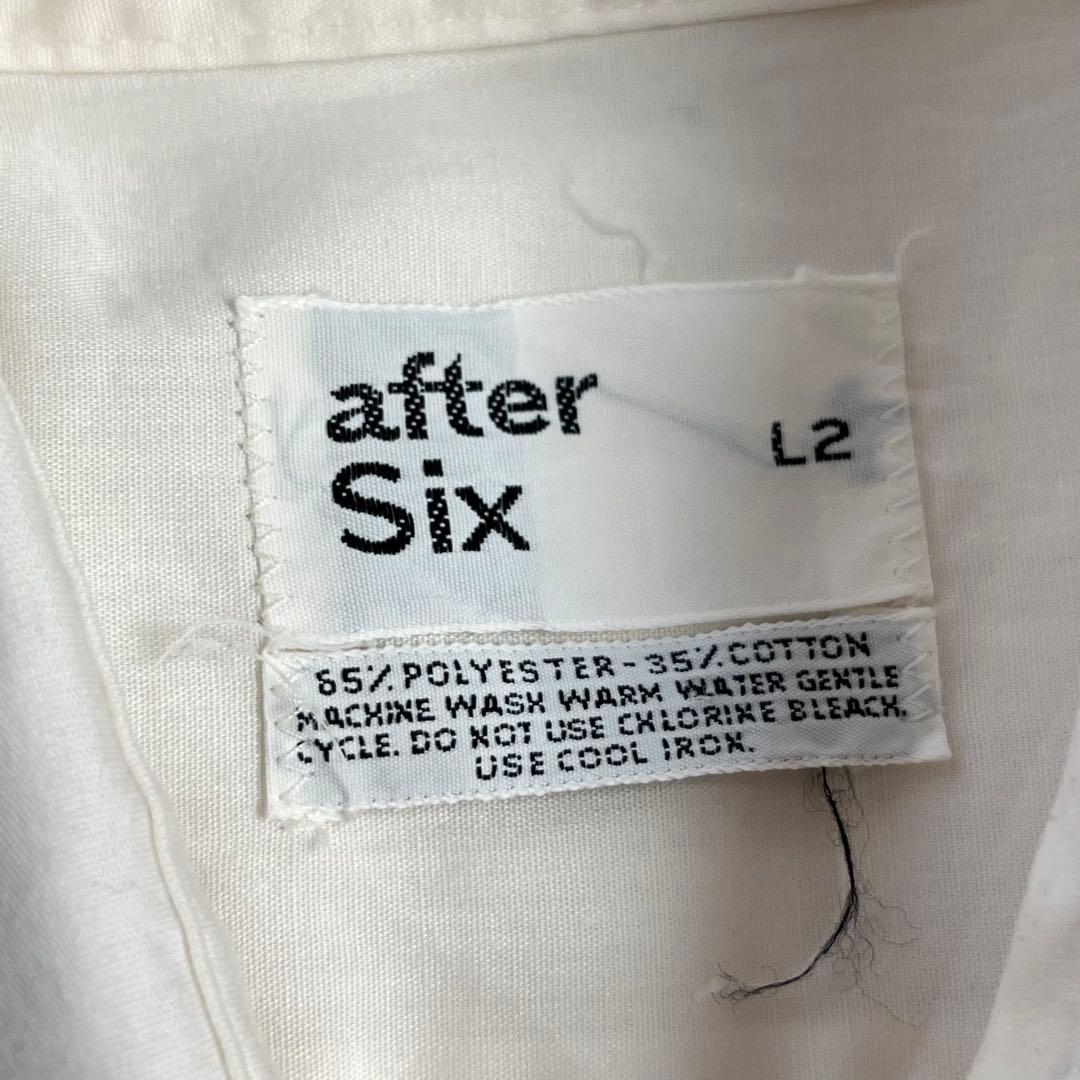 after
Six
L2
65% POLYESTER - 35% COTTON
MACHINE WASH WARM WATER GENTLE
CYCLE. DO NOT USE CHLORINE BLEACH.
USE COOL IRON.